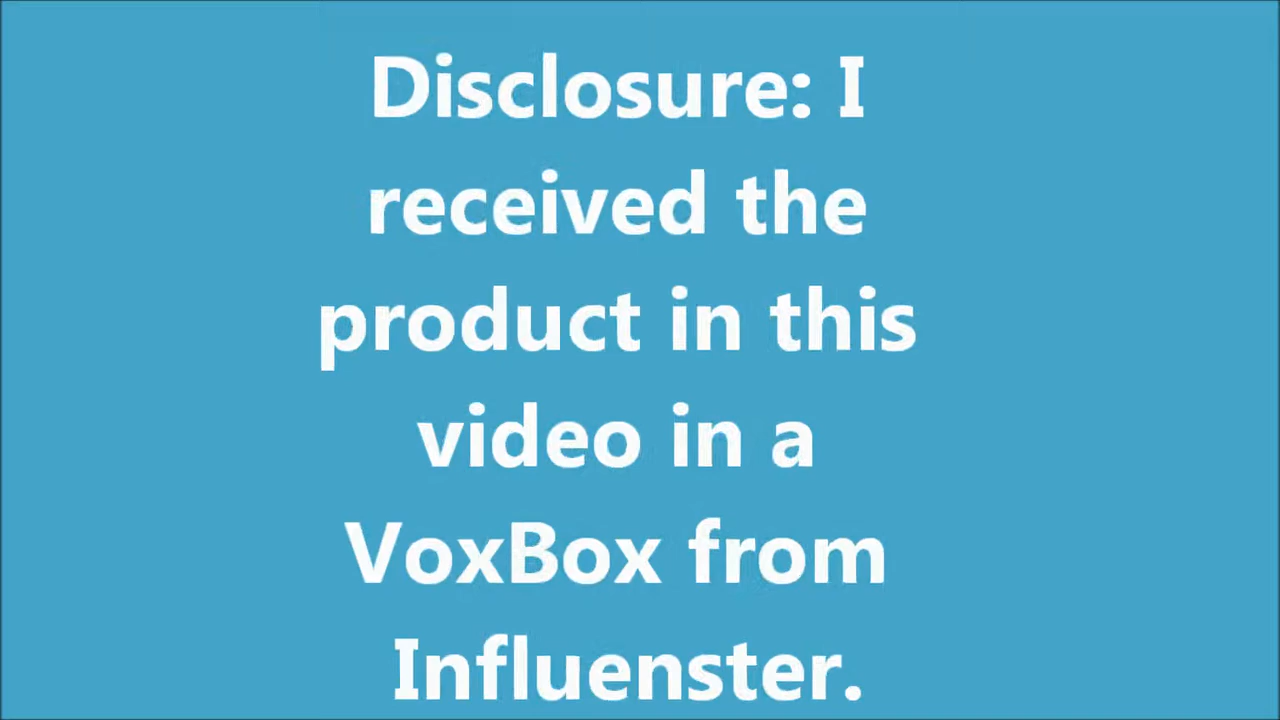 Disclosure: I
received the
product in this
video in a
VoxBox from
Influenster.